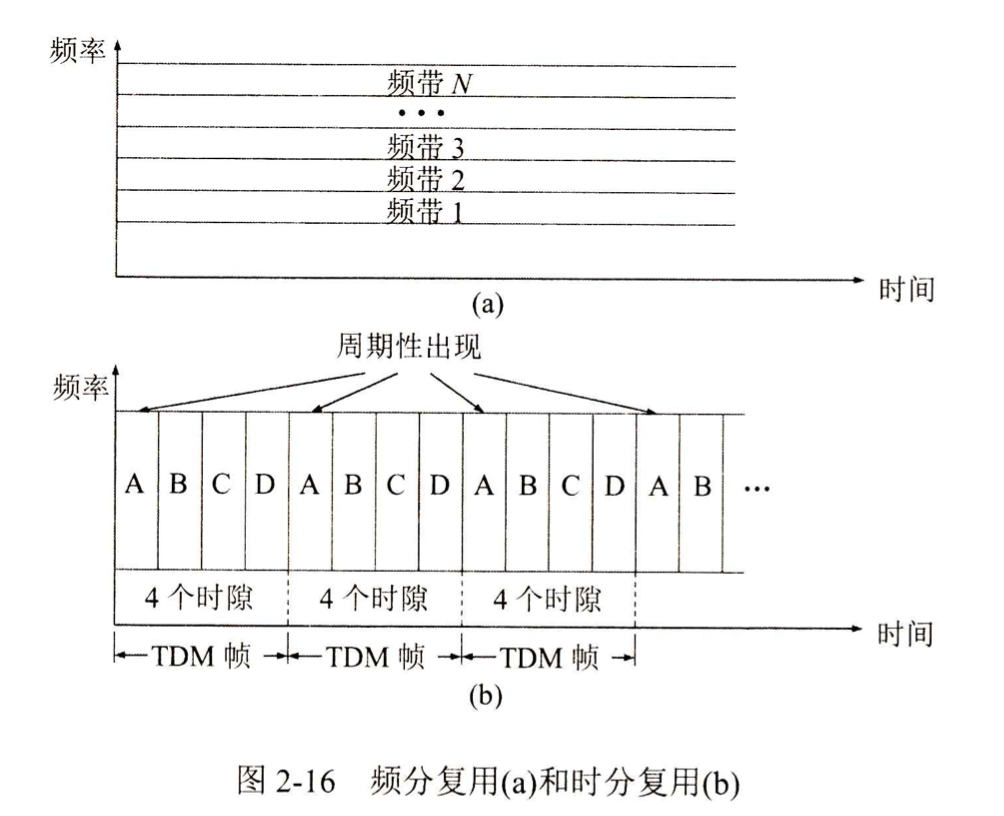 频率
频带 N
···
频带 3
频带 2
频带 1
时间
(a)
周期性出现
频率
A B C D A B C D A B C D A B ···
4 个时隙 4 个时隙 4 个时隙
时间
TDM 帧 TDM 帧 TDM 帧
(b)
图 2-16 频分复用(a)和时分复用(b)